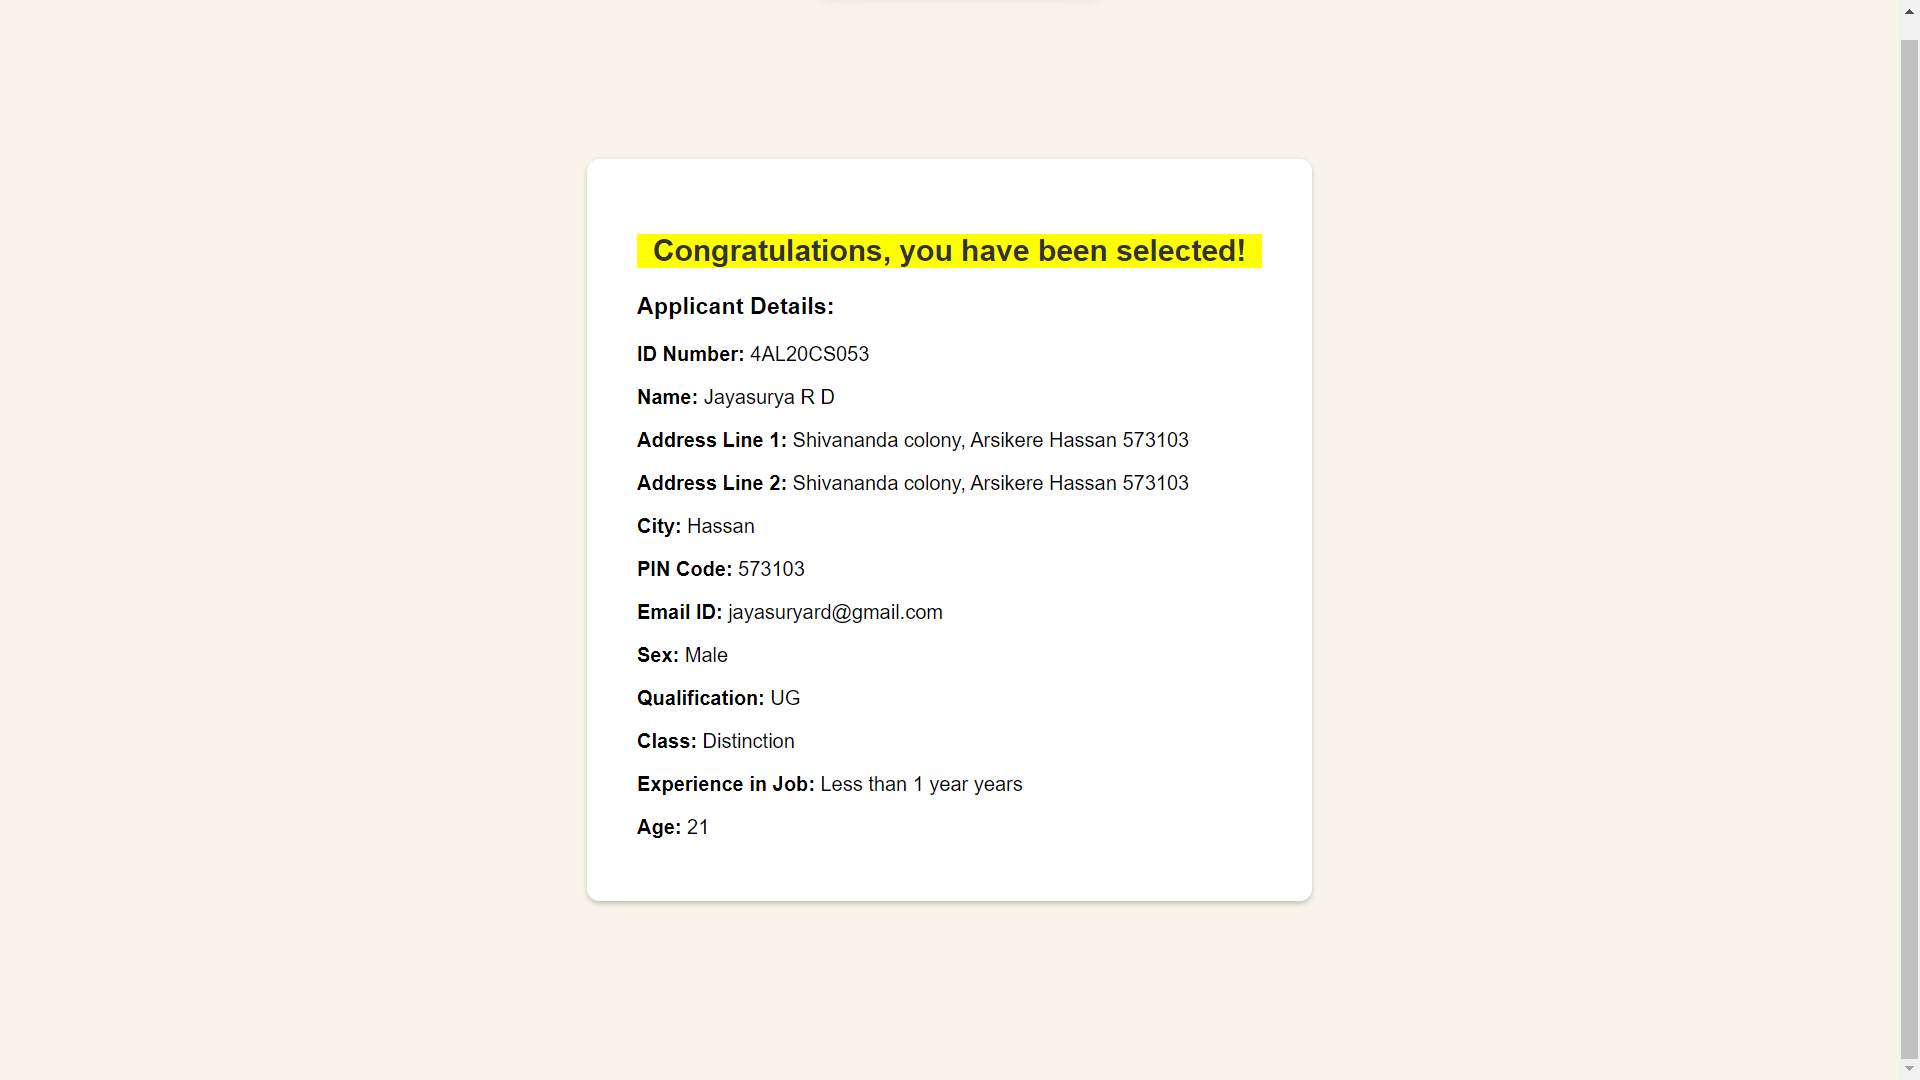 Congratulations, you have been selected!
Applicant Details:
ID Number: 4AL20CS053
Name: Jayasurya R D
Address Line 1: Shivananda colony, Arsikere Hassan 573103
Address Line 2: Shivananda colony, Arsikere Hassan 573103
City: Hassan
PIN Code: 573103
Email ID: jayasuryard@gmail.com
Sex: Male
Qualification: UG
Class: Distinction
Experience in Job: Less than 1 year years
Age: 21